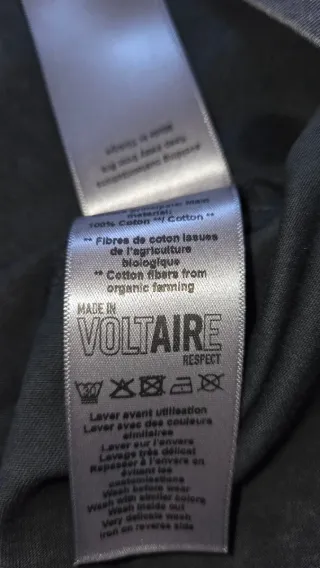 material:
100% Coton **/ Cotton **
** Fibres de coton issues
de l'agriculture
biologique
** Cotton fibers from
organic farming
MADE IN
VOLTAIRE
RESPECT
30
Laver avant utilisation
Laver avec des couleurs
similaires
Laver sur l'envers
Lavage très délicat
Repasser à l'envers en
évitant les
customisations
Wash before wear
Wash with similar colors
Wash inside out
Very delicate wash
Iron on reverse side